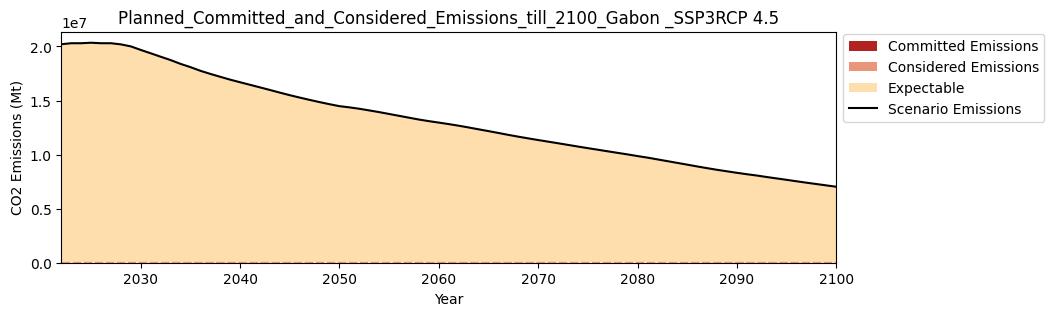 Planned_Committed_and_Considered_Emissions_till_2100_Gabon _SSP3RCP 4.5
1e7
2.0
1.5
1.0
0.5
0.0
CO2 Emissions (Mt)
2030 2040 2050 2060 2070 2080 2090 2100
Year
Committed Emissions
Considered Emissions
Expectable
Scenario Emissions